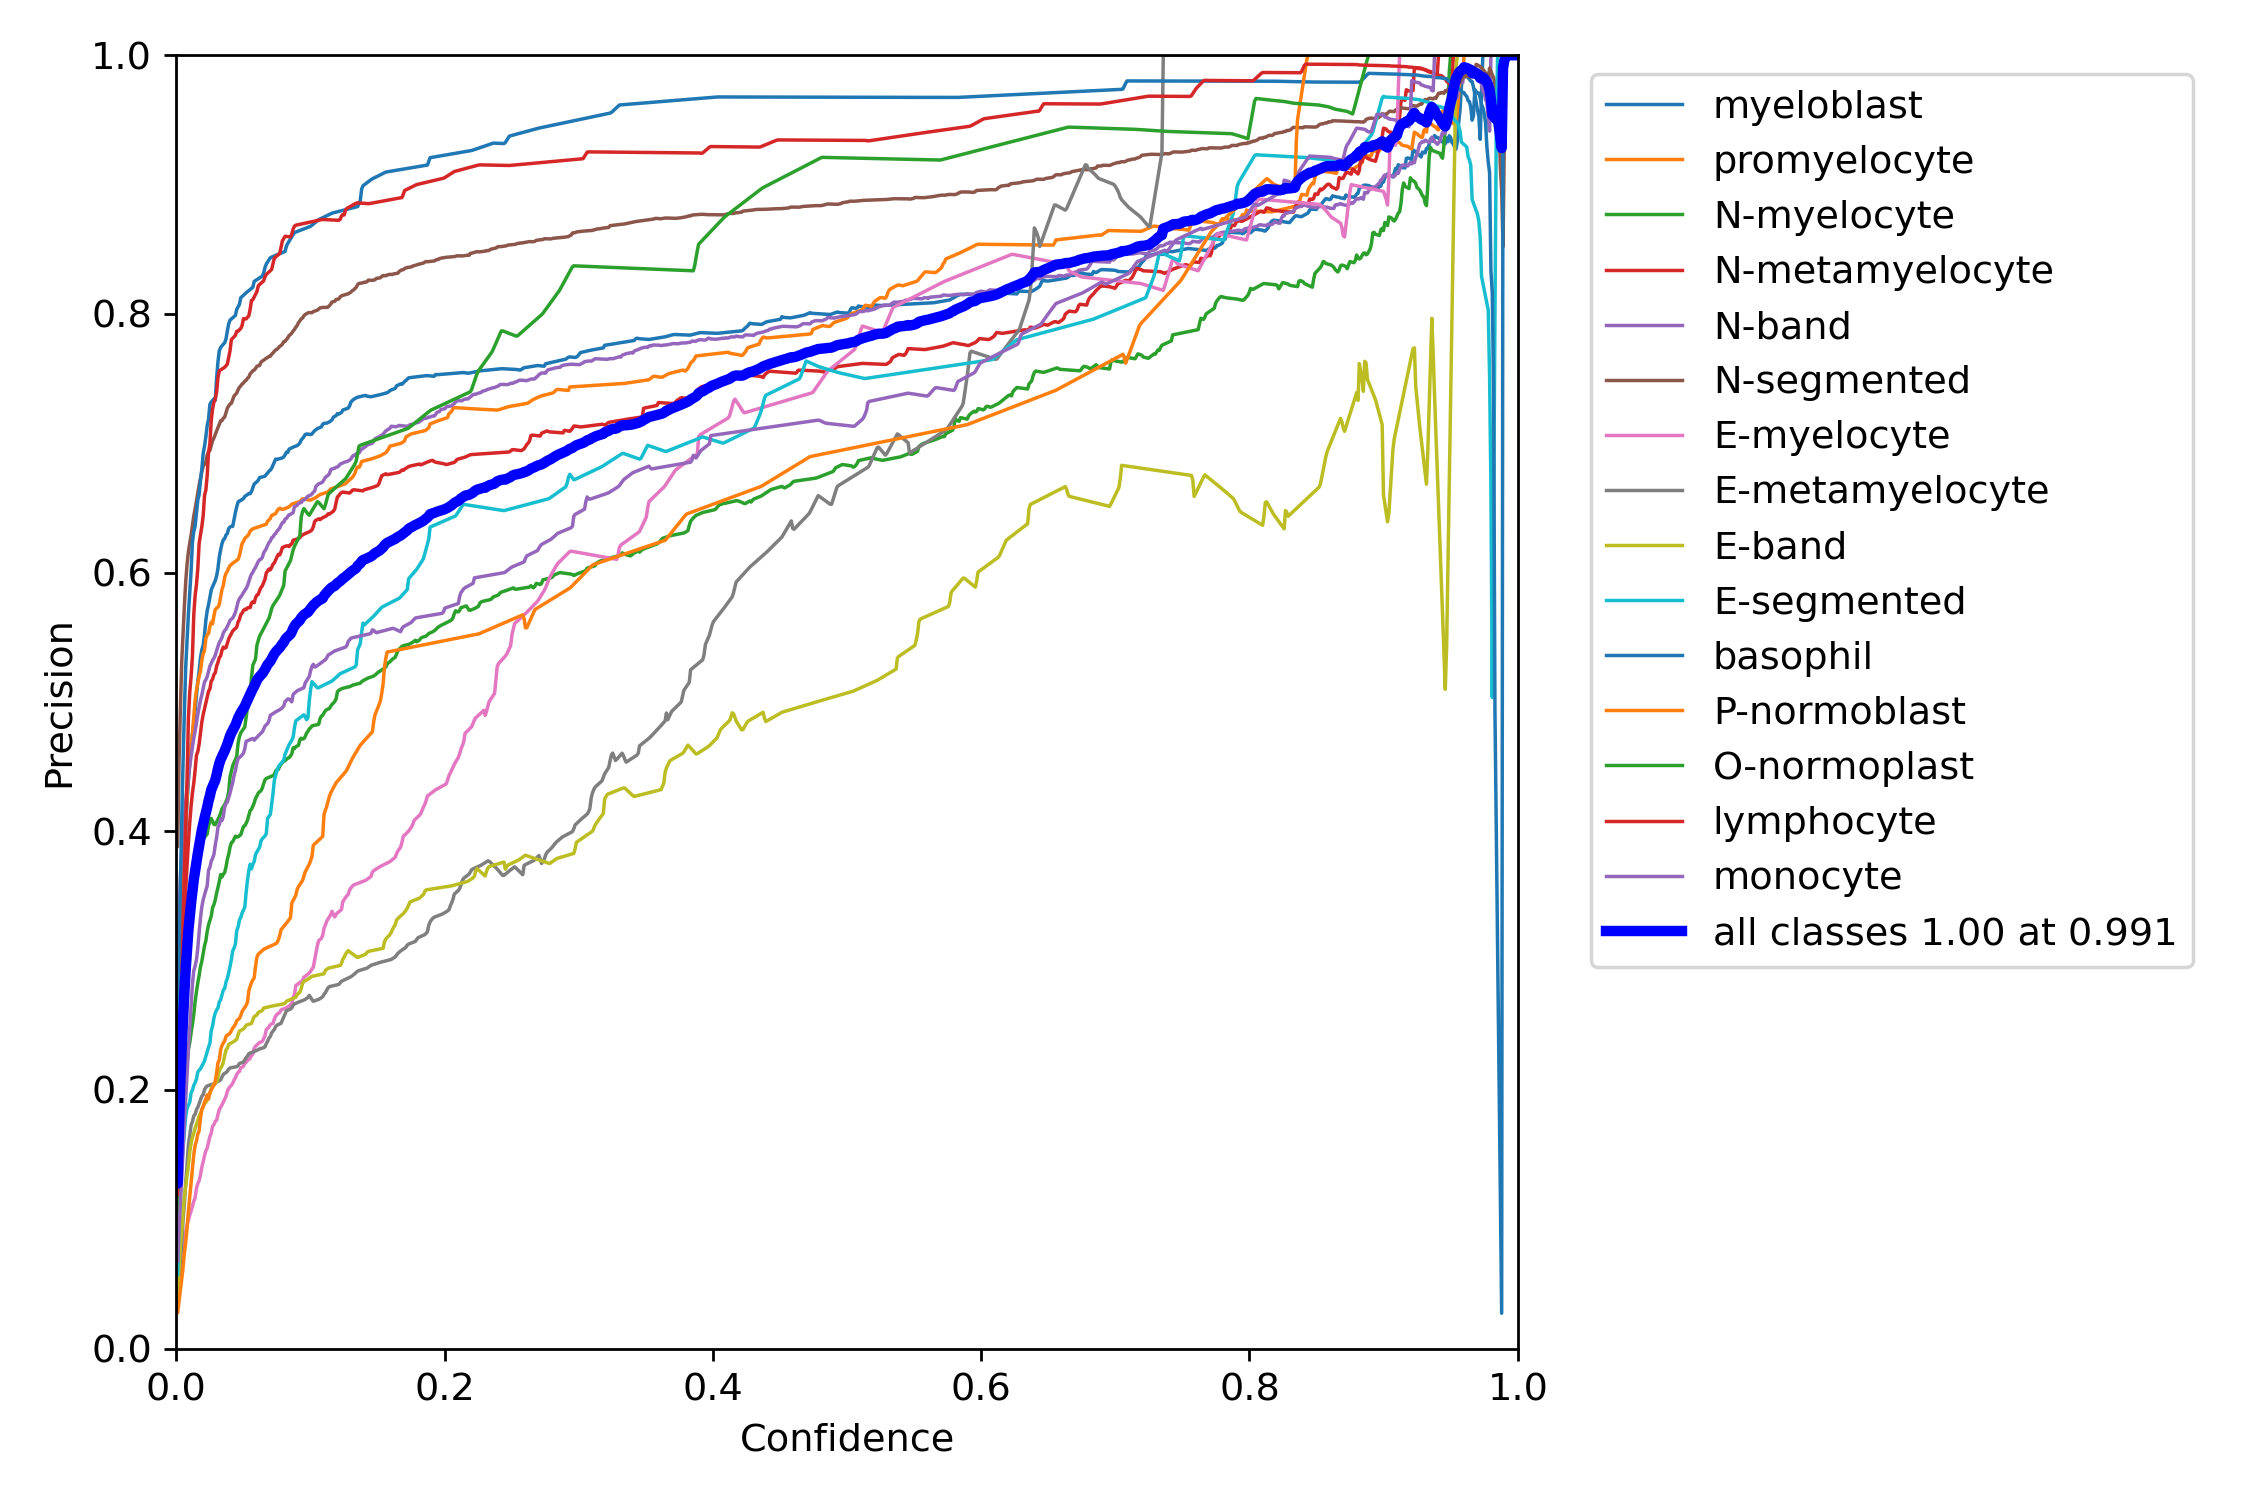 1.0
0.8
0.6
0.4
0.2
0.0
Precision
0.0 0.2 0.4 0.6 0.8 1.0
Confidence
myeloblast
promyelocyte
N-myelocyte
N-metamyelocyte
N-band
N-segmented
E-myelocyte
E-metamyelocyte
E-band
E-segmented
basophil
P-normoblast
O-normoplast
lymphocyte
monocyte
all classes 1.00 at 0.991